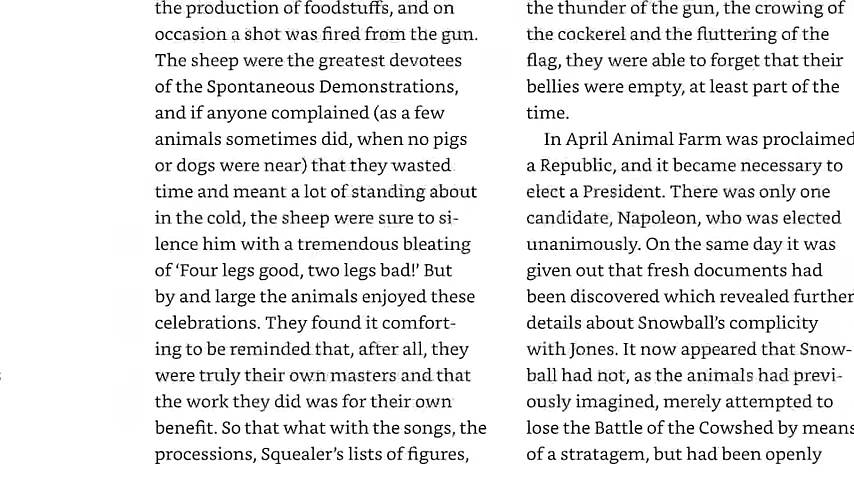 the production of foodstuffs, and on
occasion a shot was fired from the gun.
The sheep were the greatest devotees
of the Spontaneous Demonstrations,
and if anyone complained (as a few
animals sometimes did, when no pigs
or dogs were near) that they wasted
time and meant a lot of standing about
in the cold, the sheep were sure to si-
lence him with a tremendous bleating
of ‘Four legs good, two legs bad!’ But
by and large the animals enjoyed these
celebrations. They found it comfort-
ing to be reminded that, after all, they
were truly their own masters and that
the work they did was for their own
benefit. So that what with the songs, the
processions, Squealer’s lists of figures,
the thunder of the gun, the crowing of
the cockerel and the fluttering of the
flag, they were able to forget that their
bellies were empty, at least part of the
time.
In April Animal Farm was proclaimed
a Republic, and it became necessary to
elect a President. There was only one
candidate, Napoleon, who was elected
unanimously. On the same day it was
given out that fresh documents had
been discovered which revealed further
details about Snowball’s complicity
with Jones. It now appeared that Snow-
ball had not, as the animals had previ-
ously imagined, merely attempted to
lose the Battle of the Cowshed by means
of a stratagem, but had been openly